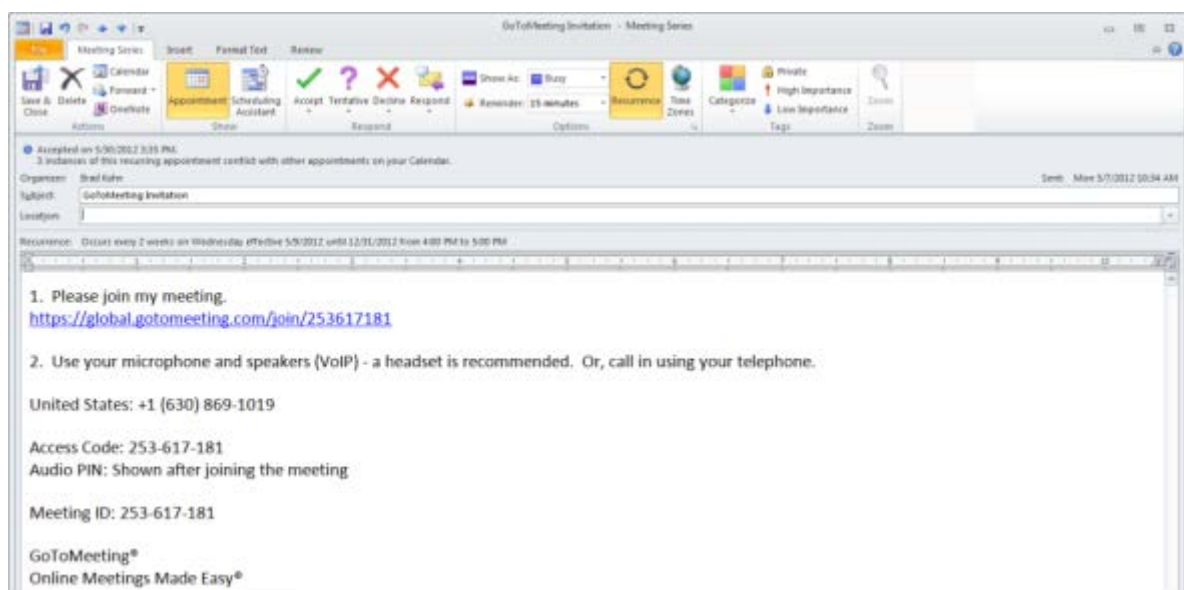 GoToMeeting Invitation - Meeting Series
File Meeting Series Insert Format Text Review
Save & Close
Delete
Calendar
Forward
OneNote
Actions
Appointment
Scheduling Assistant
Show
Accept Tentative Decline Respond
Respond
Show As: Busy
Reminder: 15 minutes
Recurrence
Time Zones
Options
Categorize
Private
High Importance
Low Importance
Tags
Zoom
Zoom
Accepted on 5/30/2012 3:35 PM.
3 instances of this recurring appointment conflict with other appointments on your Calendar.
Organizer: Brad Kuhn Sent: Mon 5/7/2012 10:34 AM
Subject: GoToMeeting Invitation
Location:
Recurrence: Occurs every 2 weeks on Wednesday effective 5/9/2012 until 12/31/2012 from 4:00 PM to 5:00 PM
1. Please join my meeting.
https://global.gotomeeting.com/join/253617181
2. Use your microphone and speakers (VoIP) - a headset is recommended. Or, call in using your telephone.
United States: +1 (630) 869-1019
Access Code: 253-617-181
Audio PIN: Shown after joining the meeting
Meeting ID: 253-617-181
GoToMeeting®
Online Meetings Made Easy®